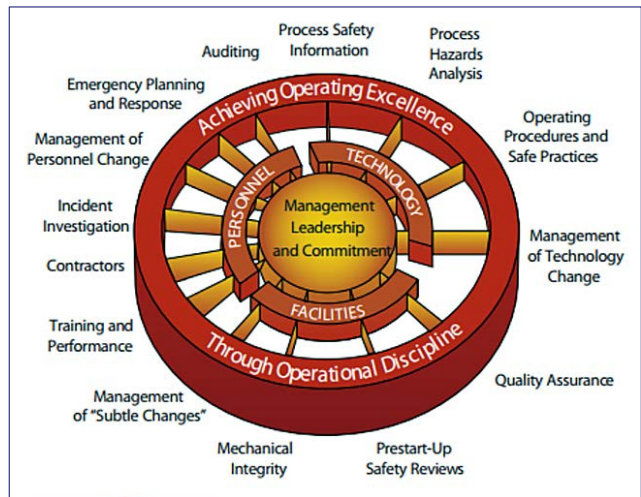 Process Safety
Information
Process
Hazards
Analysis
Auditing
Emergency Planning
and Response
Achieving Operating Excellence
Operating
Procedures and
Safe Practices
Management of
Personnel Change
TECHNOLOGY
PERSONNEL
Management
Leadership
and Commitment
Incident
Investigation
Management
of Technology
Change
Contractors
FACILITIES
Training and
Performance
Through Operational Discipline
Quality Assurance
Management
of "Subtle Changes"
Mechanical
Integrity
Prestart-Up
Safety Reviews